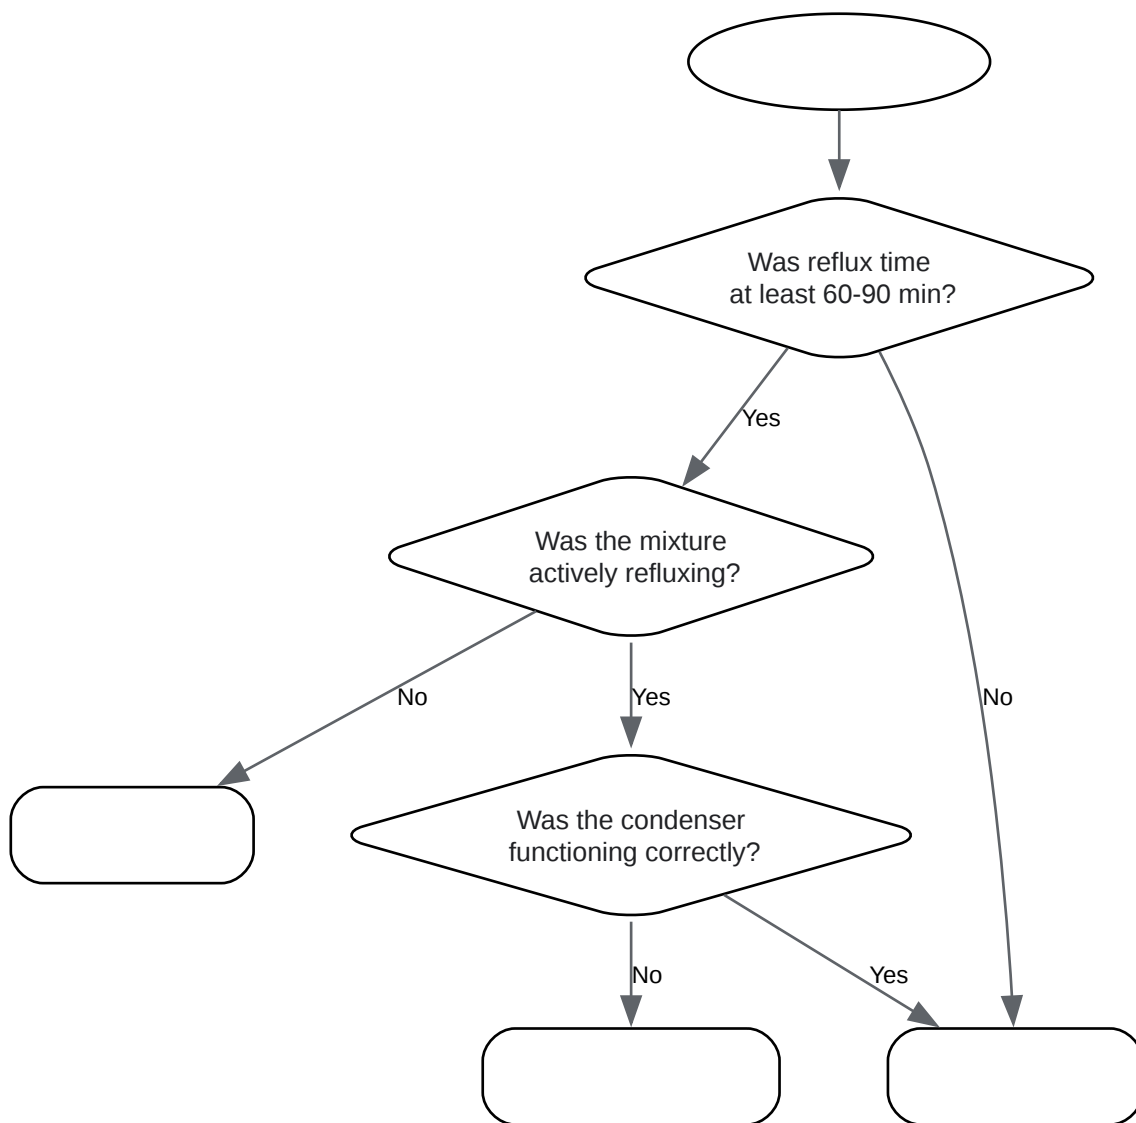 Was reflux time
at least 60-90 min?
Yes
Was the mixture
actively refluxing?
No
Yes
No
Was the condenser
functioning correctly?
No
Yes